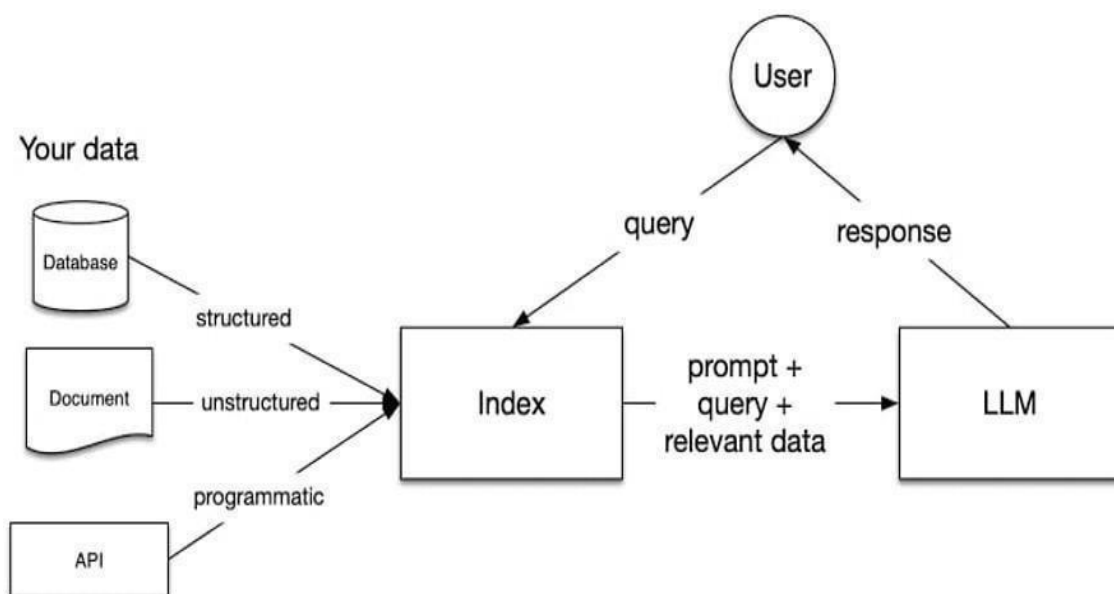 User
Your data
query
response
Database
structured
Document
unstructured
Index
prompt +
query +
relevant data
LLM
programmatic
API